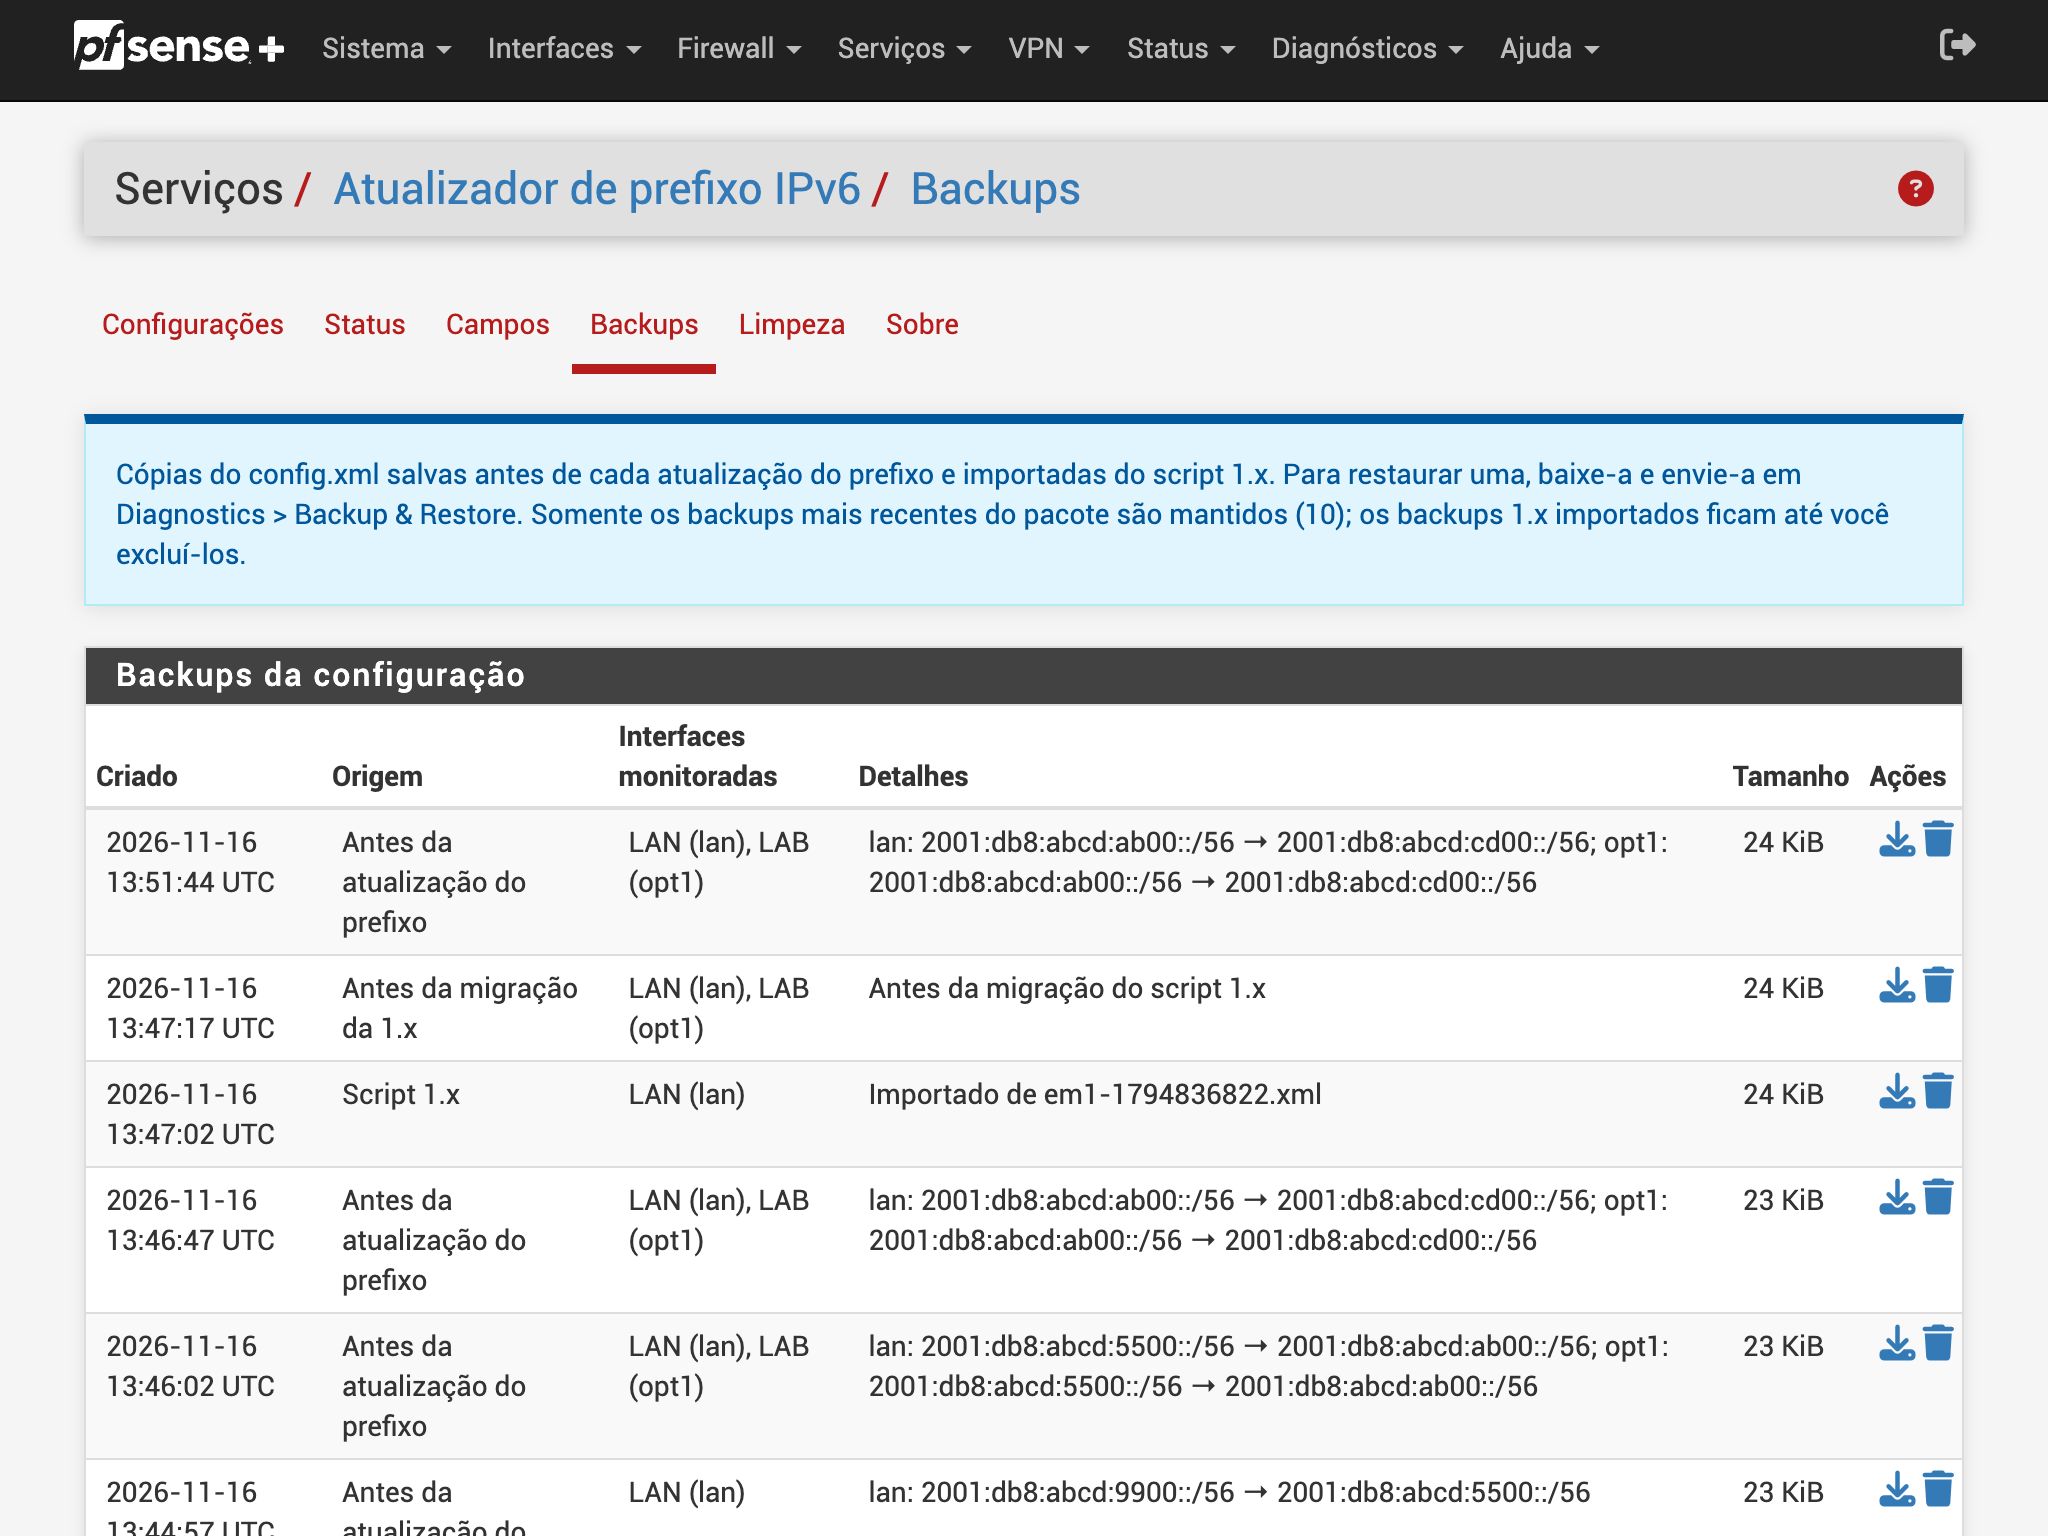 pfsense+ Sistema Interfaces Firewall Serviços VPN Status Diagnósticos Ajuda
Serviços / Atualizador de prefixo IPv6 / Backups ?
Configurações Status Campos Backups Limpeza Sobre
Cópias do config.xml salvas antes de cada atualização do prefixo e importadas do script 1.x. Para restaurar uma, baixe-a e envie-a em
Diagnostics > Backup & Restore. Somente os backups mais recentes do pacote são mantidos (10); os backups 1.x importados ficam até você
excluí-los.
Backups da configuração
Criado Origem Interfaces monitoradas Detalhes Tamanho Ações
2026-11-16 13:51:44 UTC
Antes da atualização do prefixo
LAN (lan), LAB (opt1)
lan: 2001:db8:abcd:ab00::/56 → 2001:db8:abcd:cd00::/56; opt1:
2001:db8:abcd:ab00::/56 → 2001:db8:abcd:cd00::/56
24 KiB
2026-11-16 13:47:17 UTC
Antes da migração da 1.x
LAN (lan), LAB (opt1)
Antes da migração do script 1.x
24 KiB
2026-11-16 13:47:02 UTC
Script 1.x
LAN (lan)
Importado de em1-1794836822.xml
24 KiB
2026-11-16 13:46:47 UTC
Antes da atualização do prefixo
LAN (lan), LAB (opt1)
lan: 2001:db8:abcd:ab00::/56 → 2001:db8:abcd:cd00::/56; opt1:
2001:db8:abcd:ab00::/56 → 2001:db8:abcd:cd00::/56
23 KiB
2026-11-16 13:46:02 UTC
Antes da atualização do prefixo
LAN (lan), LAB (opt1)
lan: 2001:db8:abcd:5500::/56 → 2001:db8:abcd:ab00::/56; opt1:
2001:db8:abcd:5500::/56 → 2001:db8:abcd:ab00::/56
23 KiB
2026-11-16 13:44:57 UTC
Antes da atualização do
LAN (lan)
lan: 2001:db8:abcd:9900::/56 → 2001:db8:abcd:5500::/56
23 KiB